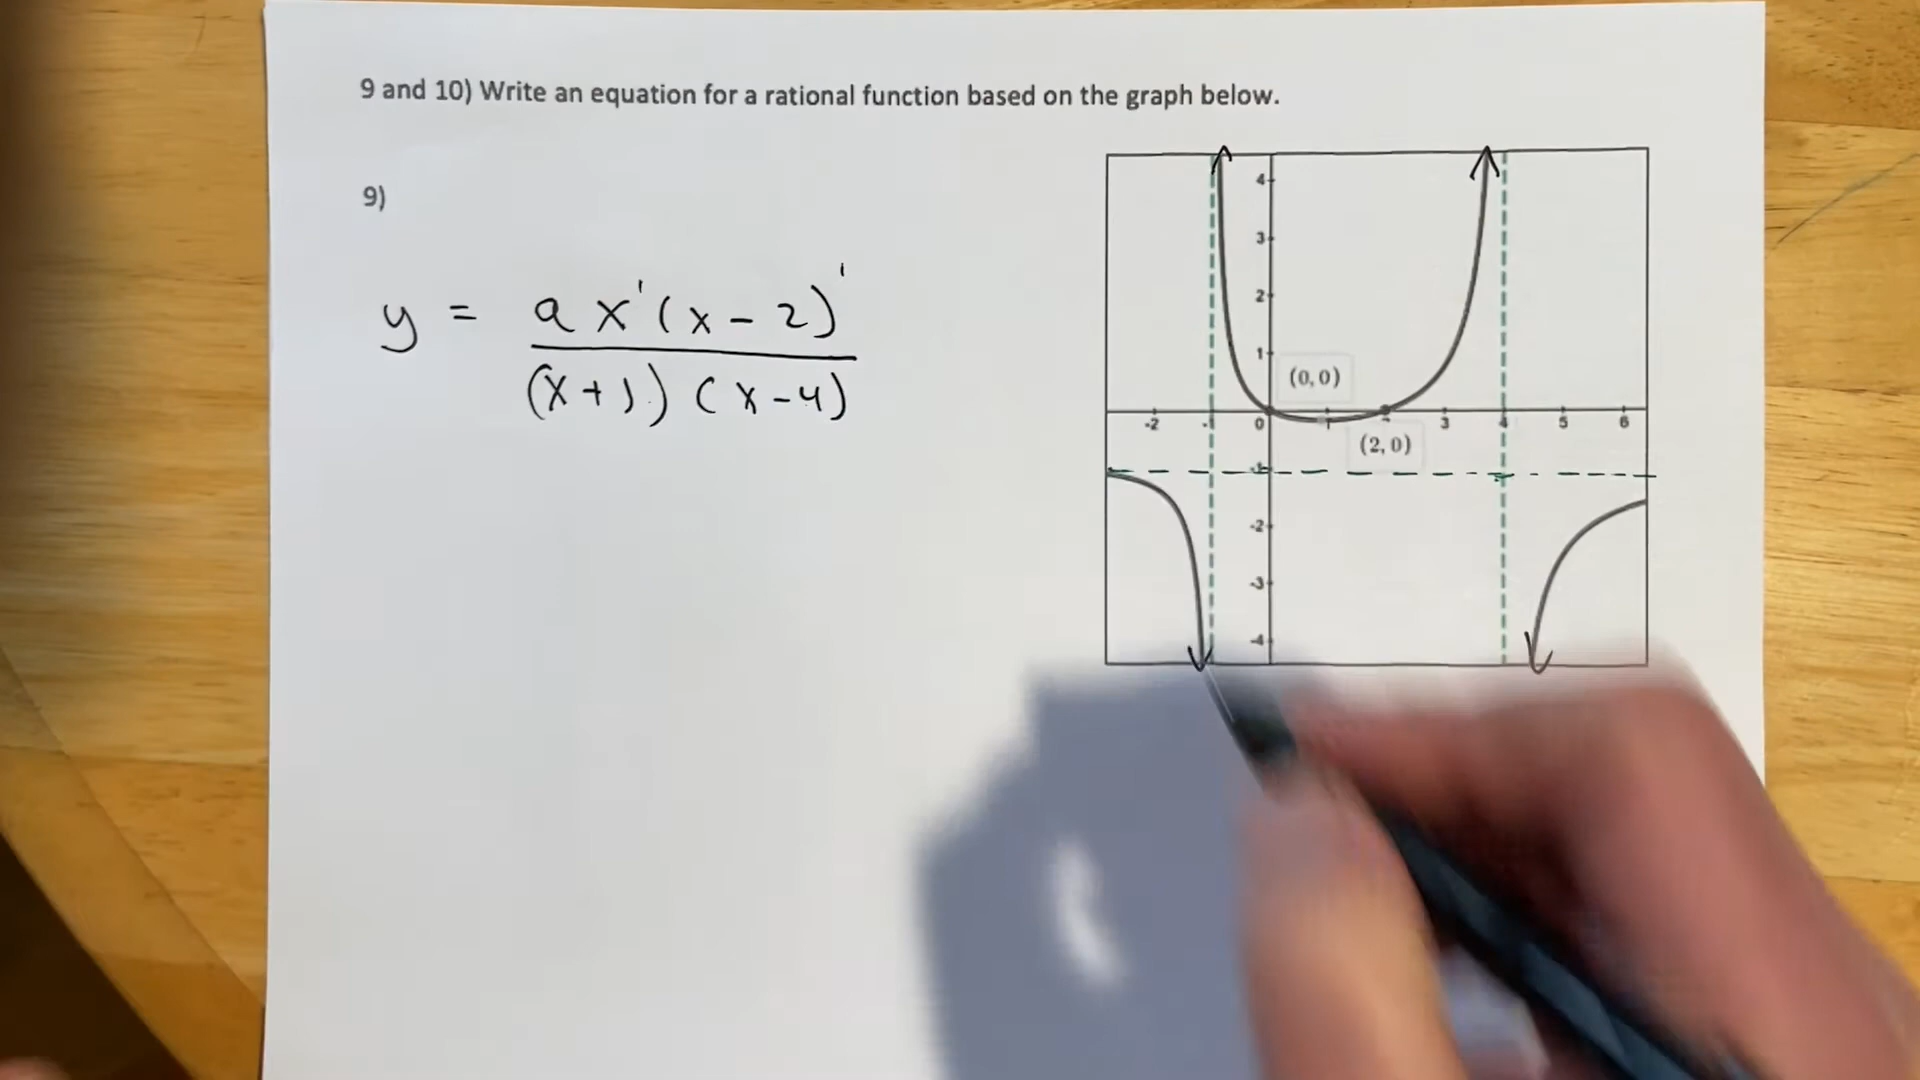 9 and 10) Write an equation for a rational function based on the graph below.
9)
y = a x'(x - 2)'
(x + 1) (x - 4)
4
3
2
1
(0, 0)
-2 -1 0 1 3 4 5 6
(2, 0)
-1
-2
-3
-4